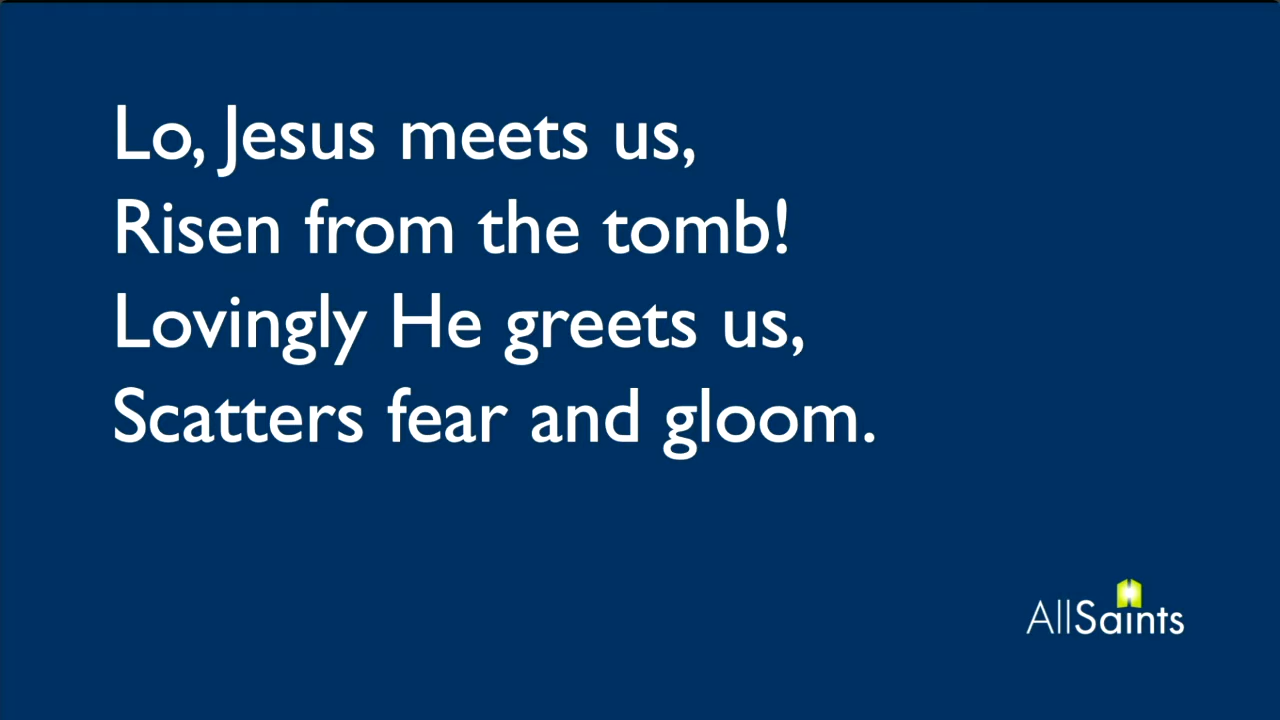 Lo, Jesus meets us,
Risen from the tomb!
Lovingly He greets us,
Scatters fear and gloom.
AllSaints